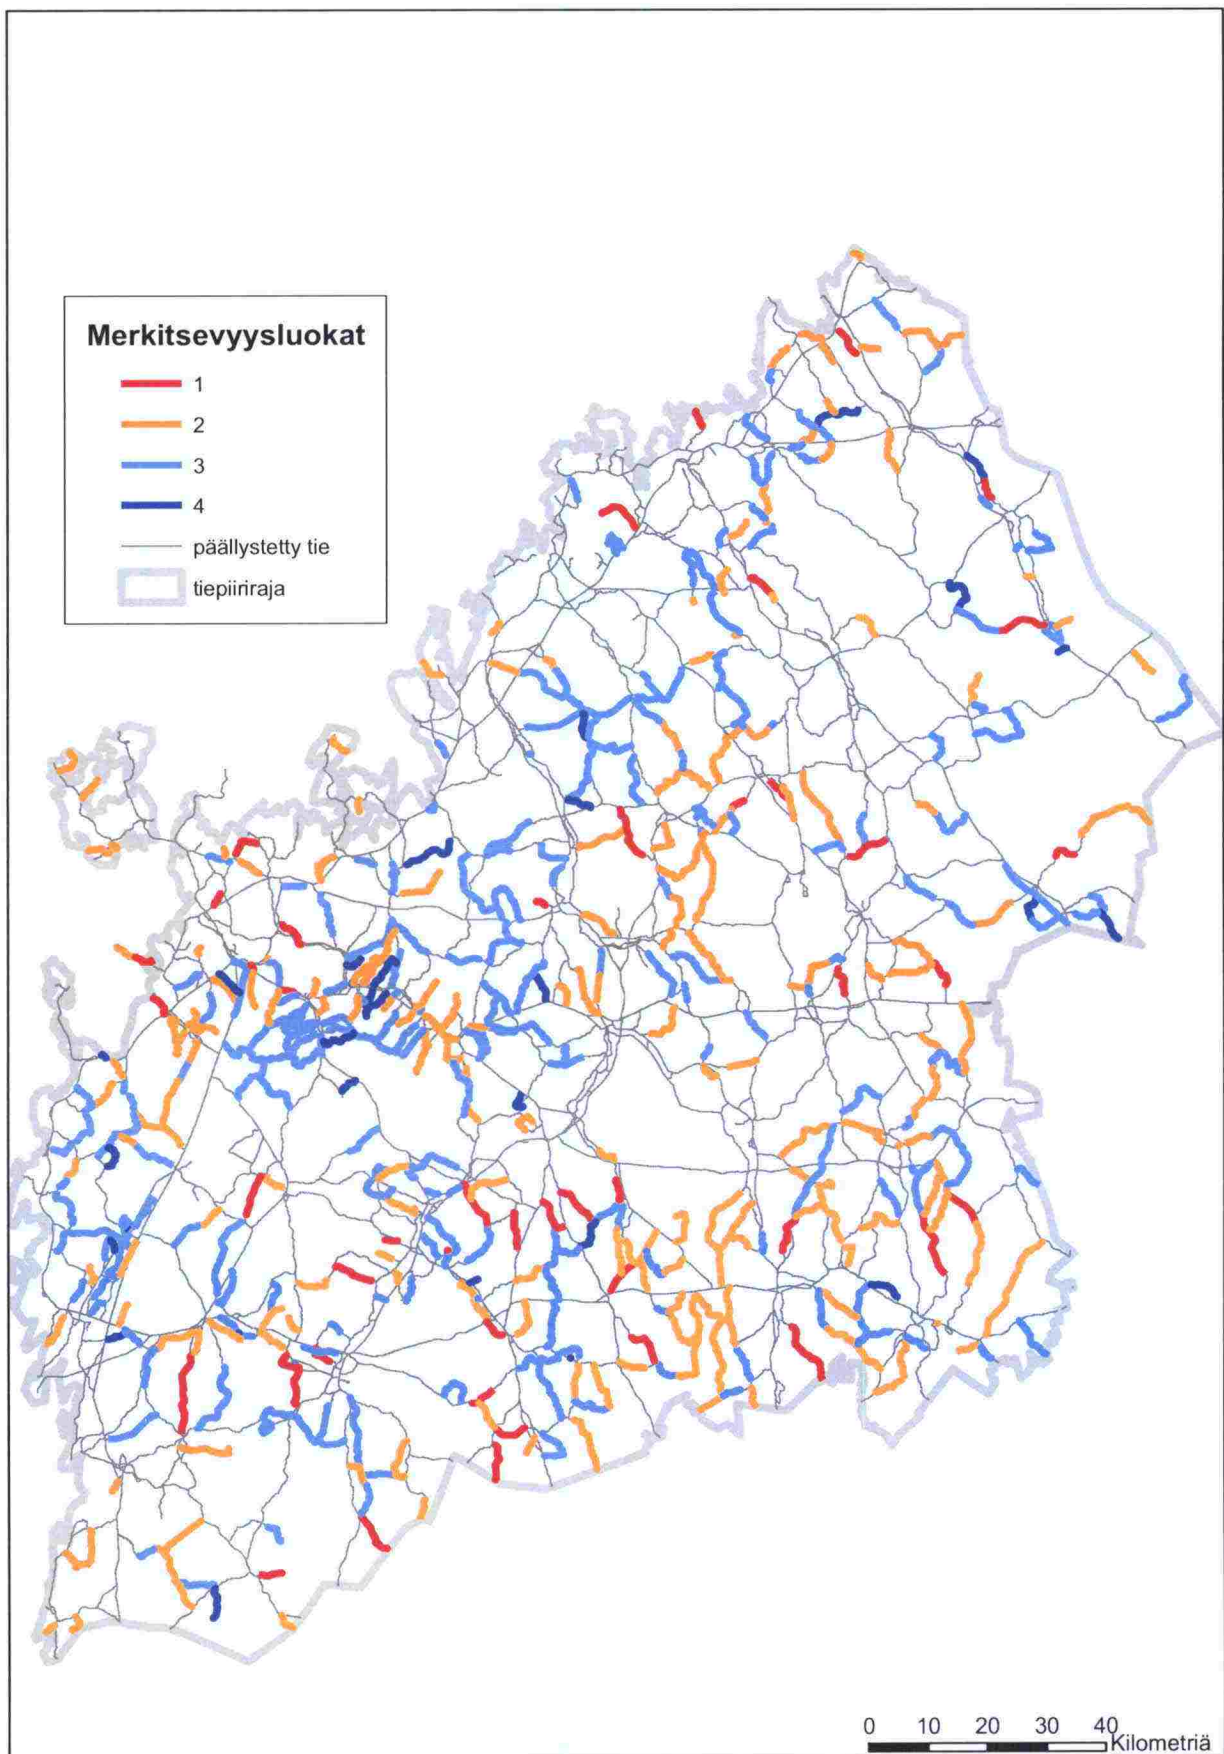 Merkitsevyysluokat
1
2
3
4
päällystetty tie
tiepiiriraja
0 10 20 30 40
Kilometriä